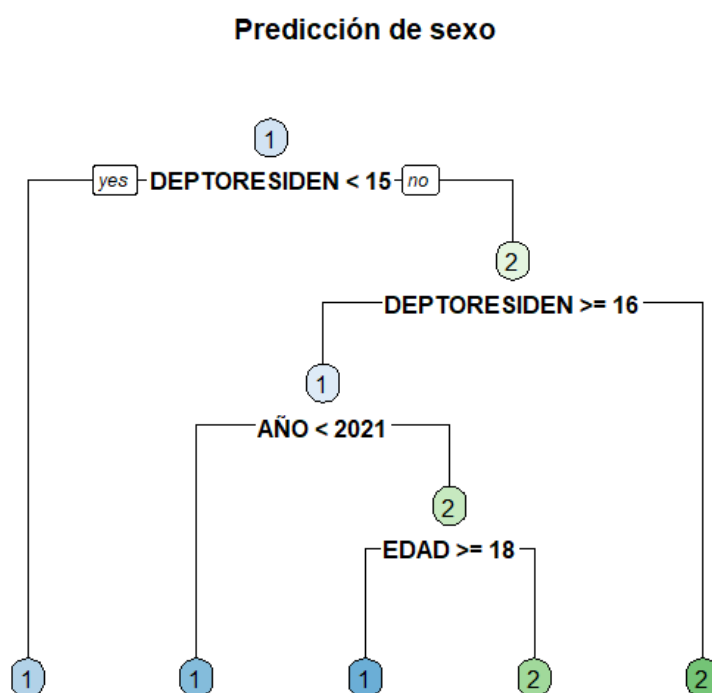 Predicción de sexo
1
yes DEPTORESIDEN < 15 no
2
DEPTORESIDEN >= 16
1
AÑO < 2021
2
EDAD >= 18
1 1 1 2 2